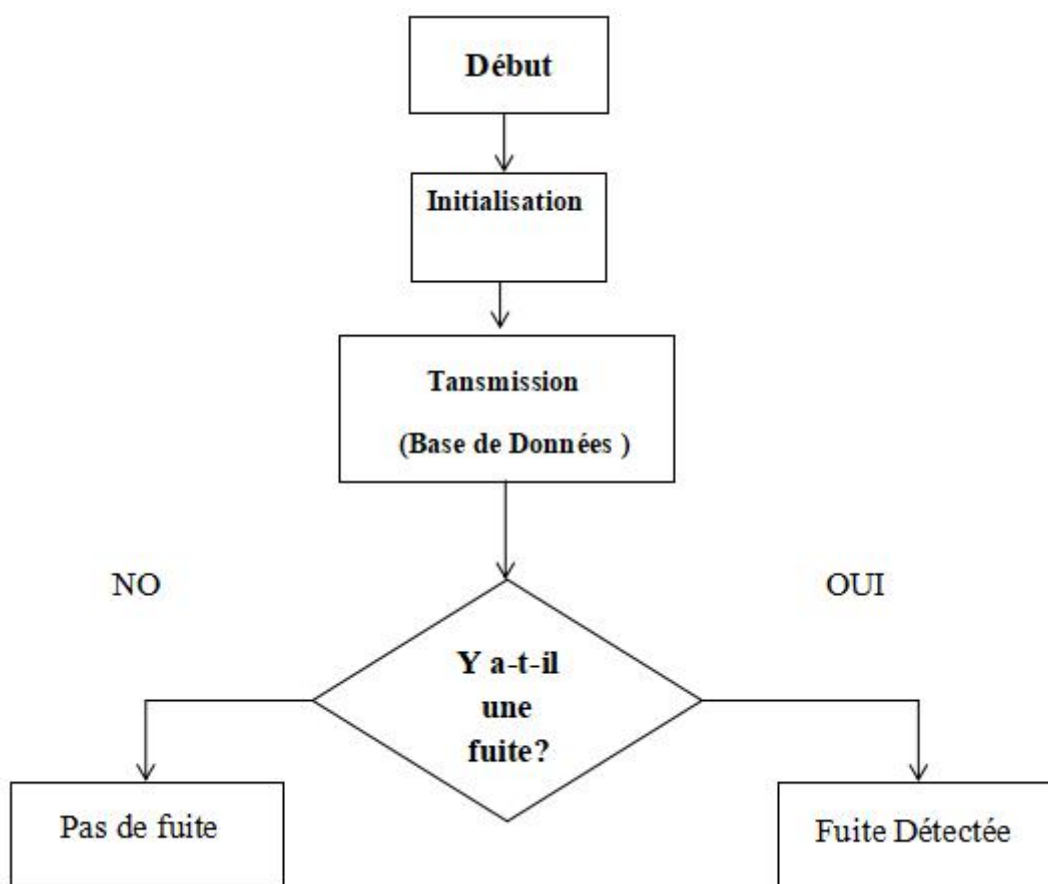 Début
Initialisation
Tansmission
(Base de Données )
NO
OUI
Y a-t-il
une
fuite?
Pas de fuite
Fuite Détectée